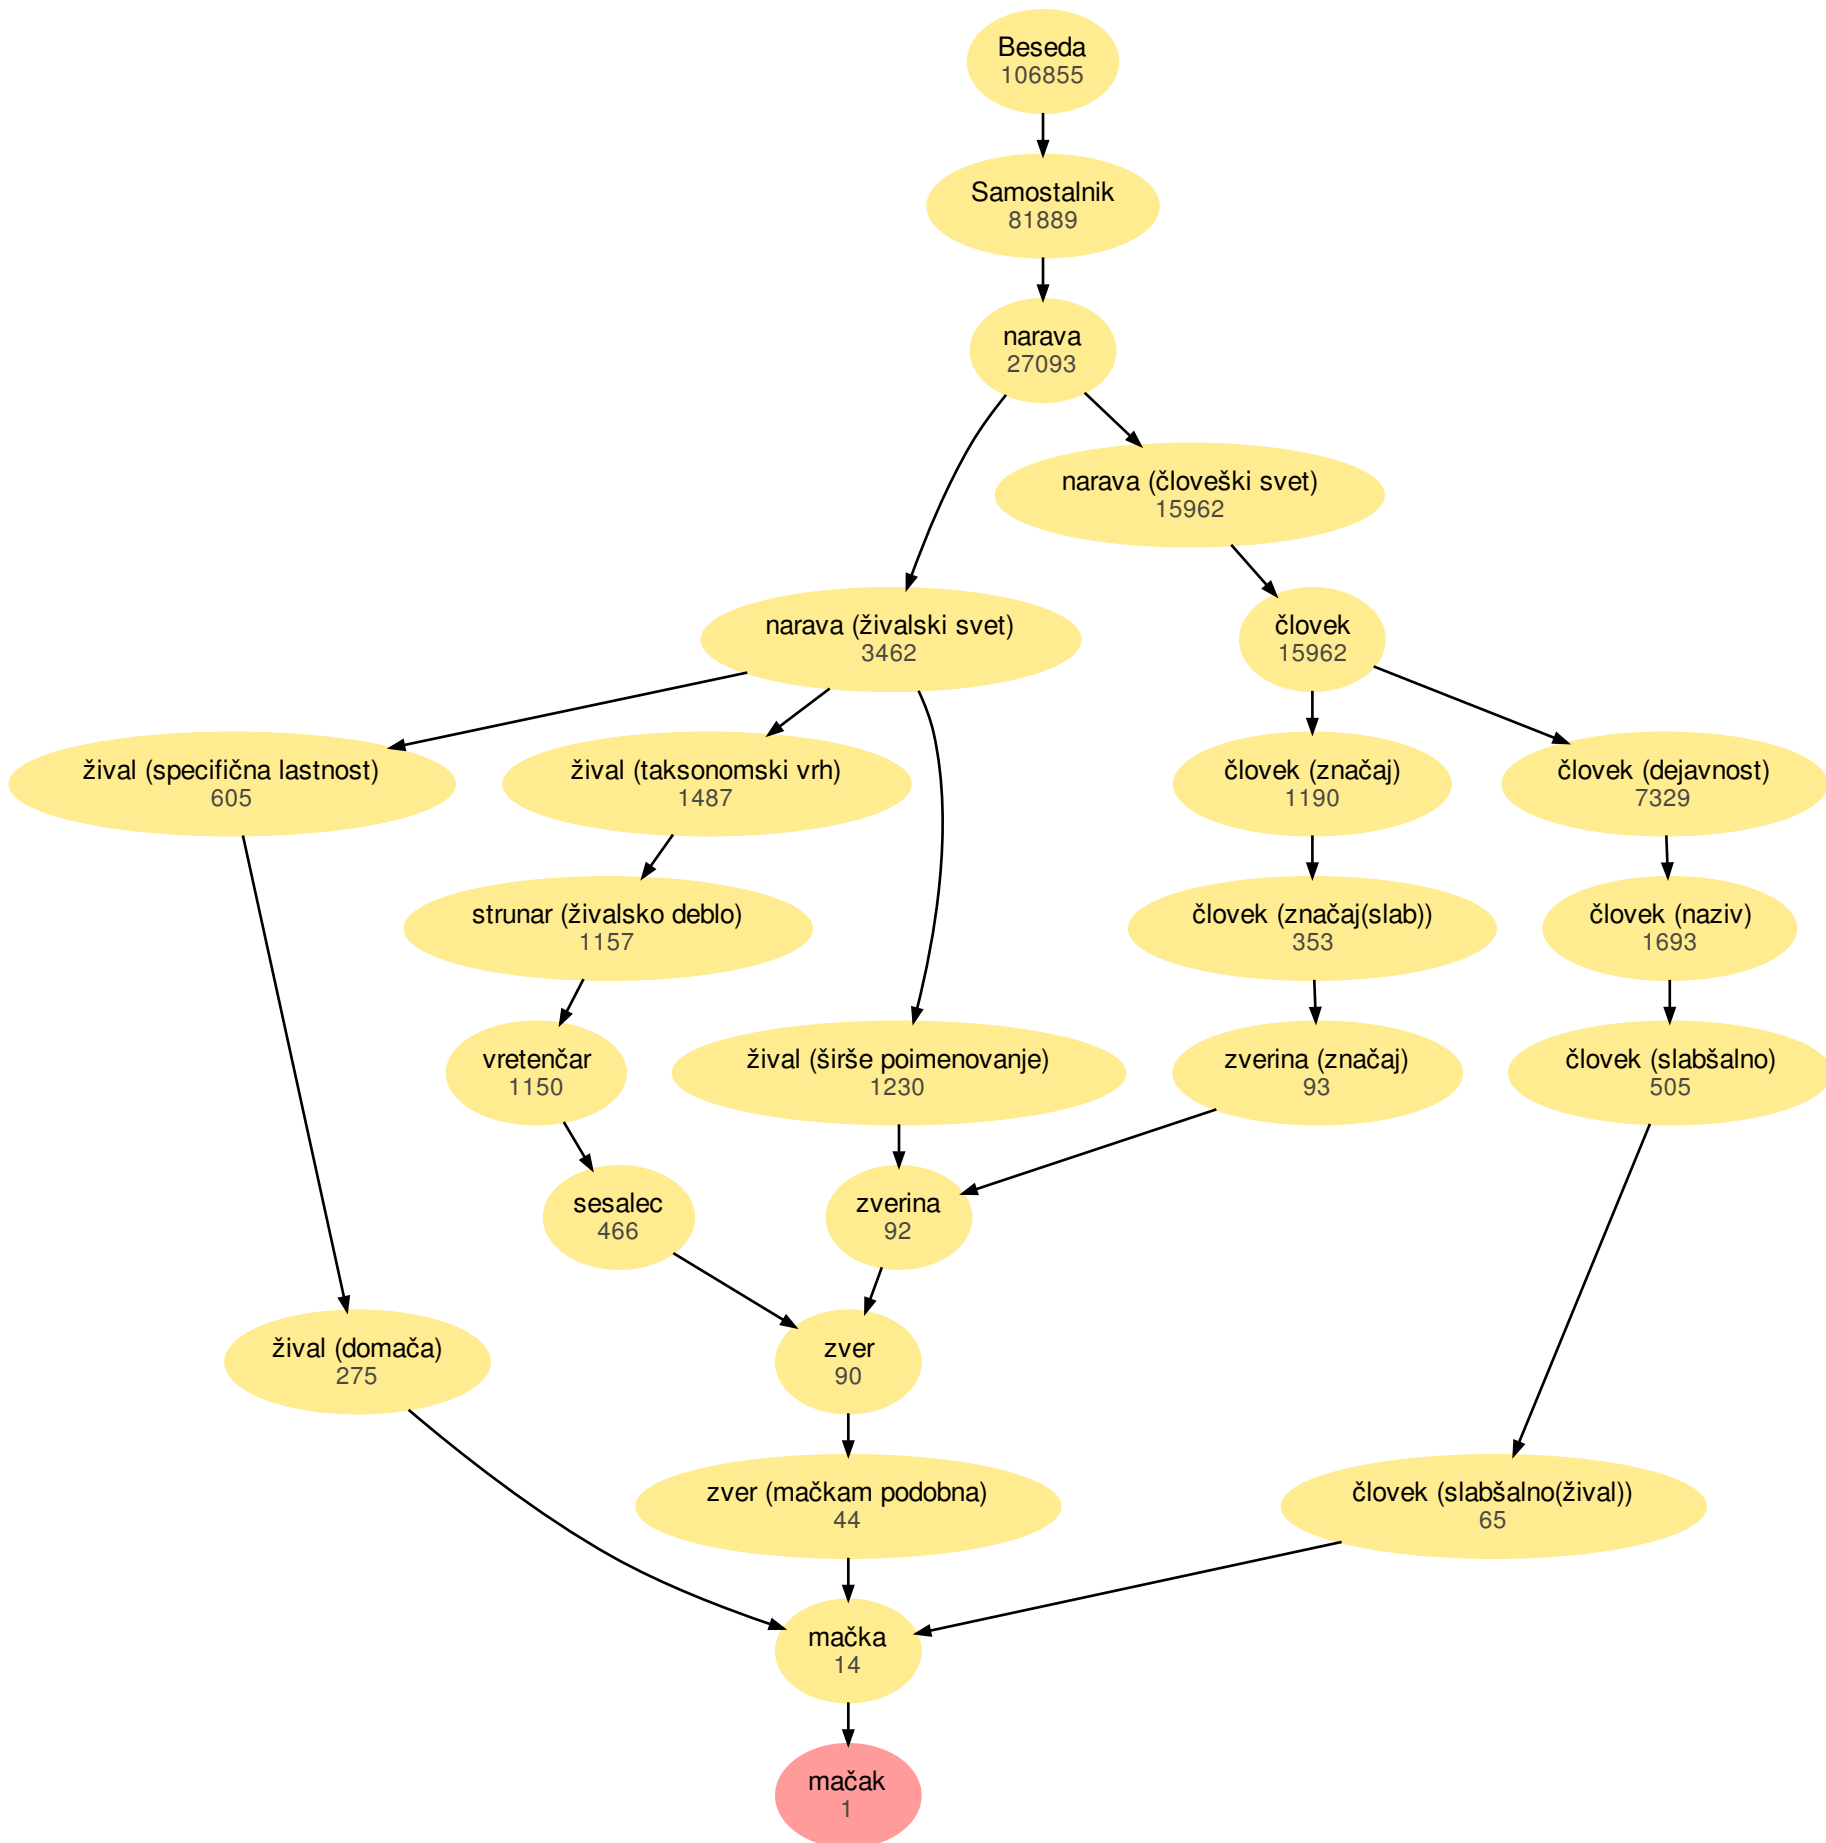 Beseda
106855
Samostalnik
81889
narava
27093
narava (človeški svet)
15962
narava (živalski svet)
3462
človek
15962
žival (specifična lastnost)
605
žival (taksonomski vrh)
1487
človek (značaj)
1190
človek (dejavnost)
7329
strunar (živalsko deblo)
1157
človek (značaj(slab))
353
človek (naziv)
1693
vretenčar
1150
žival (širše poimenovanje)
1230
zverina (značaj)
93
človek (slabšalno)
505
sesalec
466
zverina
92
žival (domača)
275
zver
90
zver (mačkam podobna)
44
človek (slabšalno(žival))
65
mačka
14
mačak
1